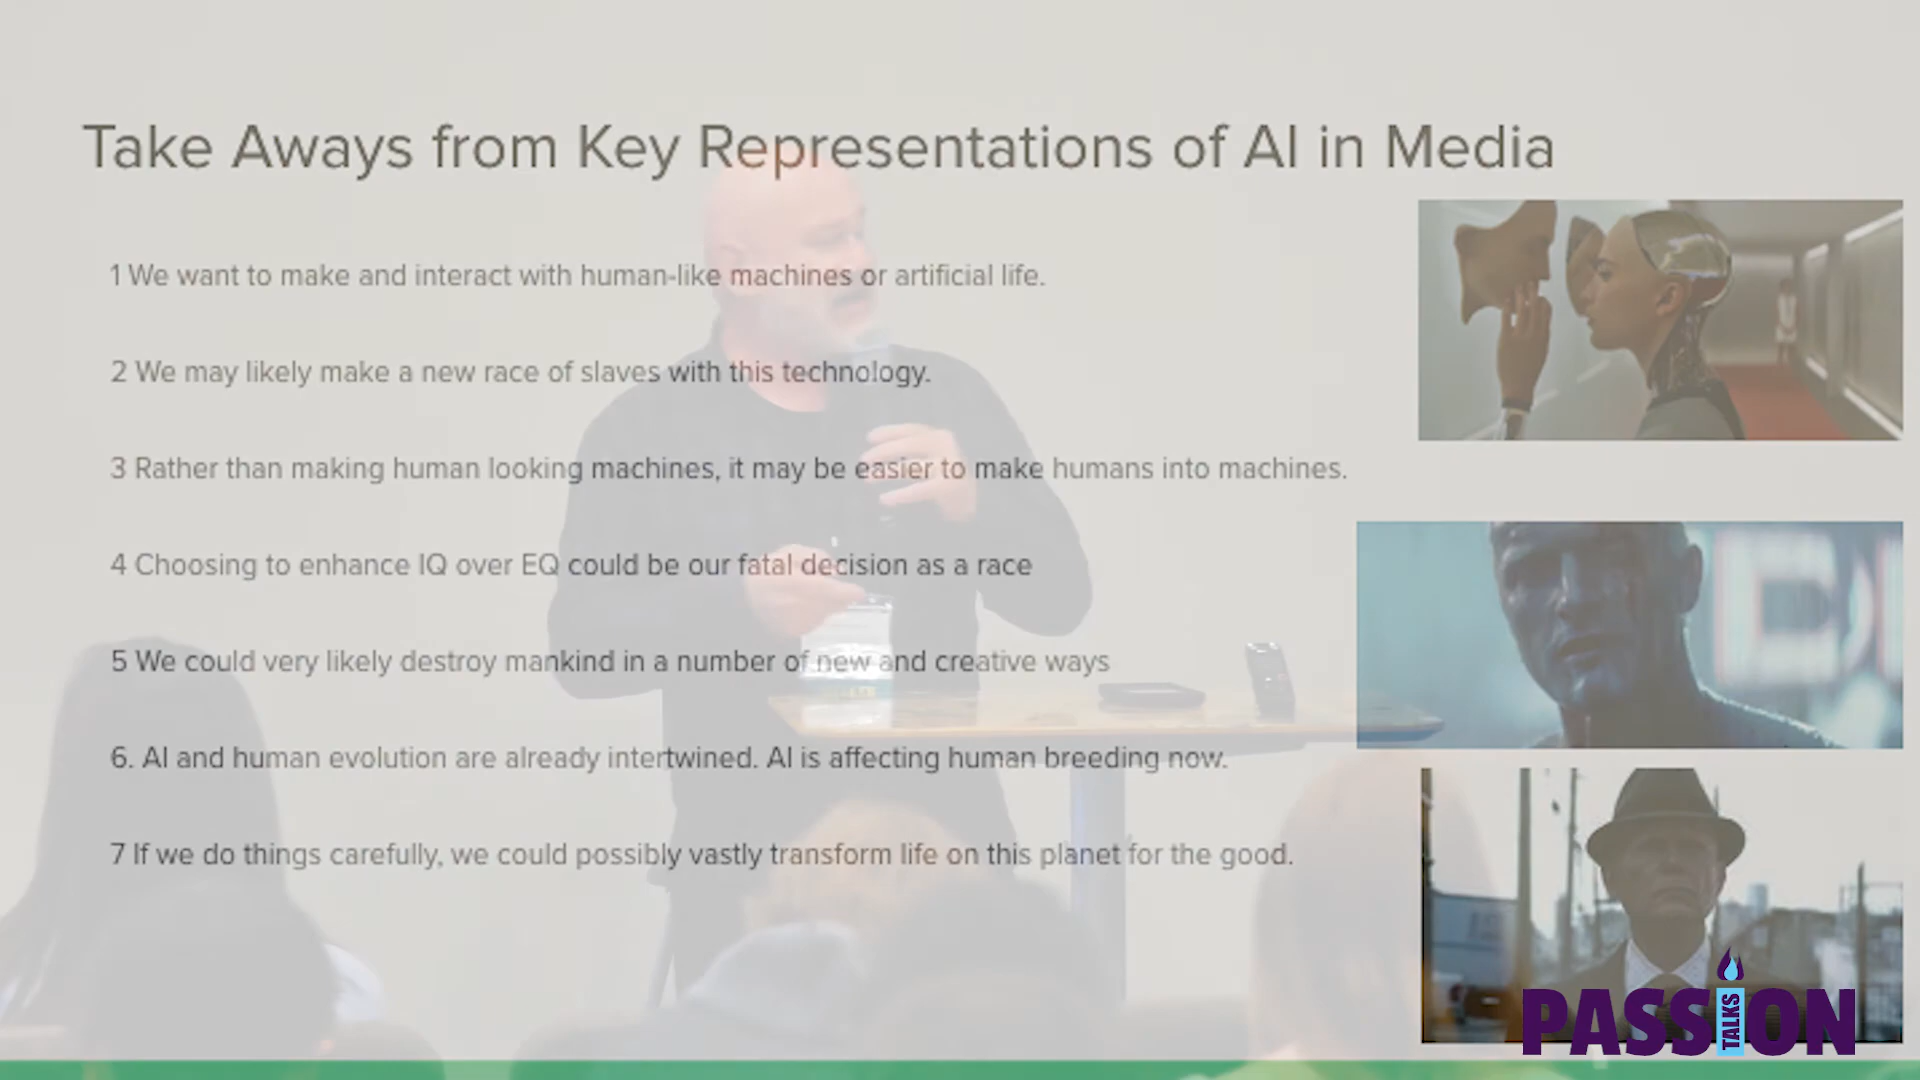 Take Aways from Key Representations of AI in Media
1 We want to make and interact with human-like machines or artificial life.
2 We may likely make a new race of slaves with this technology.
3 Rather than making human looking machines, it may be easier to make humans into machines.
4 Choosing to enhance IQ over EQ could be our fatal decision as a race
5 We could very likely destroy mankind in a number of new and creative ways
6. AI and human evolution are already intertwined. AI is affecting human breeding now.
7 If we do things carefully, we could possibly vastly transform life on this planet for the good.
PASSION
TALKS